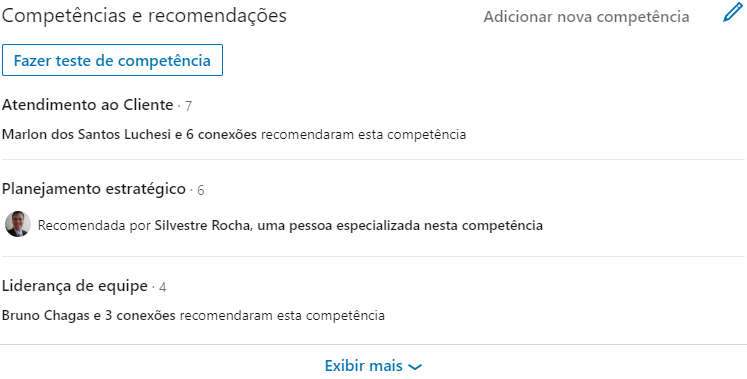 Competências e recomendações Adicionar nova competência
Fazer teste de competência
Atendimento ao Cliente · 7
Marlon dos Santos Luchesi e 6 conexões recomendaram esta competência
Planejamento estratégico · 6
Recomendada por Silvestre Rocha, uma pessoa especializada nesta competência
Liderança de equipe · 4
Bruno Chagas e 3 conexões recomendaram esta competência
Exibir mais